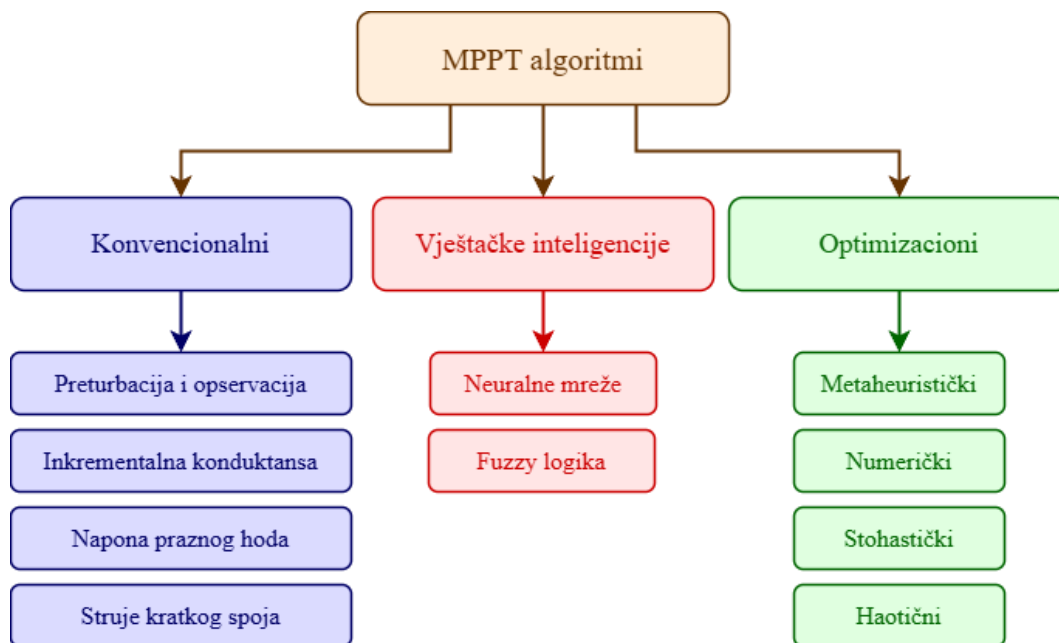 MPPT algoritmi
Konvencionalni
Vještačke inteligencije
Optimizacioni
Preturbacija i opservacija
Inkrementalna konduktansa
Napona praznog hoda
Struje kratkog spoja
Neuralne mreže
Fuzzy logika
Metaheuristički
Numerički
Stohastički
Haotični